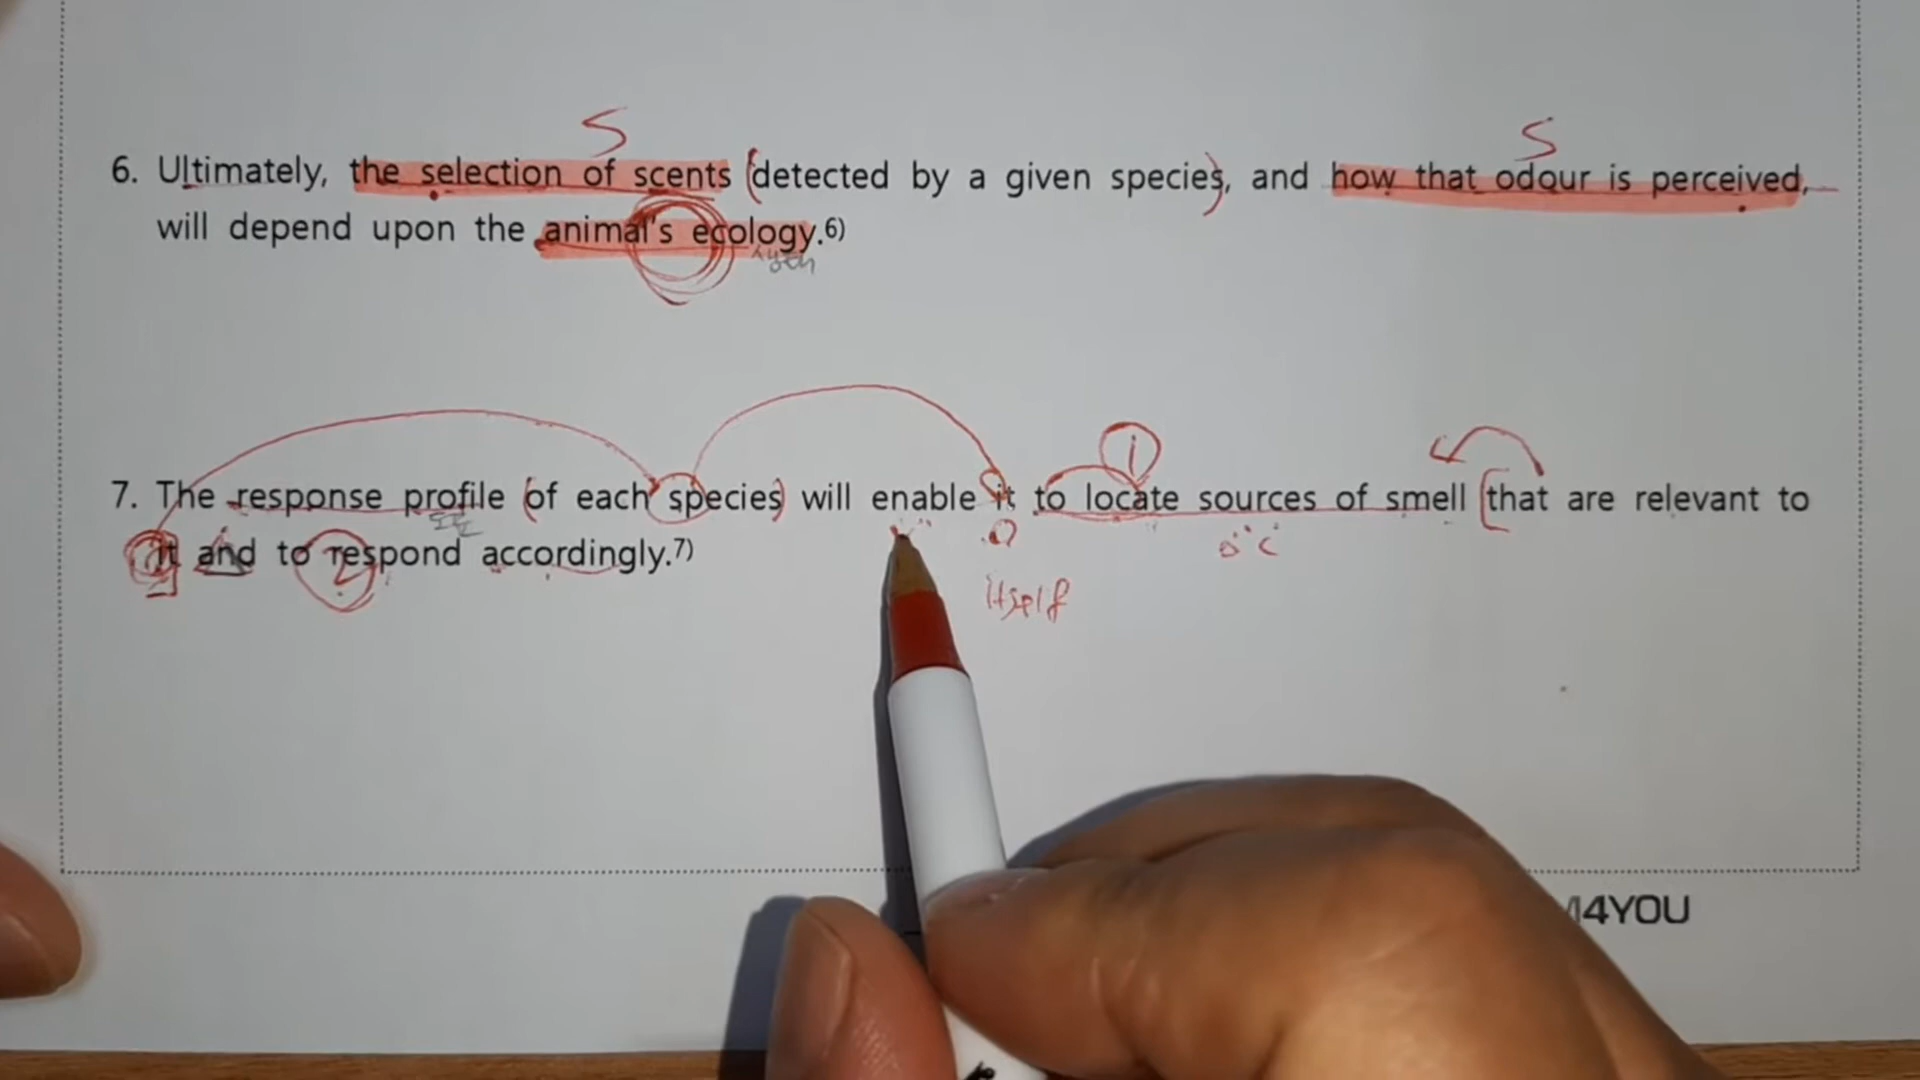 S S
6. Ultimately, the selection of scents (detected by a given species), and how that odour is perceived,
will depend upon the animal's ecology.6)
1
7. The response profile (of each species) will enable it to locate sources of smell [that are relevant to
O
it and to respond accordingly.7)
2
itself
4YOU